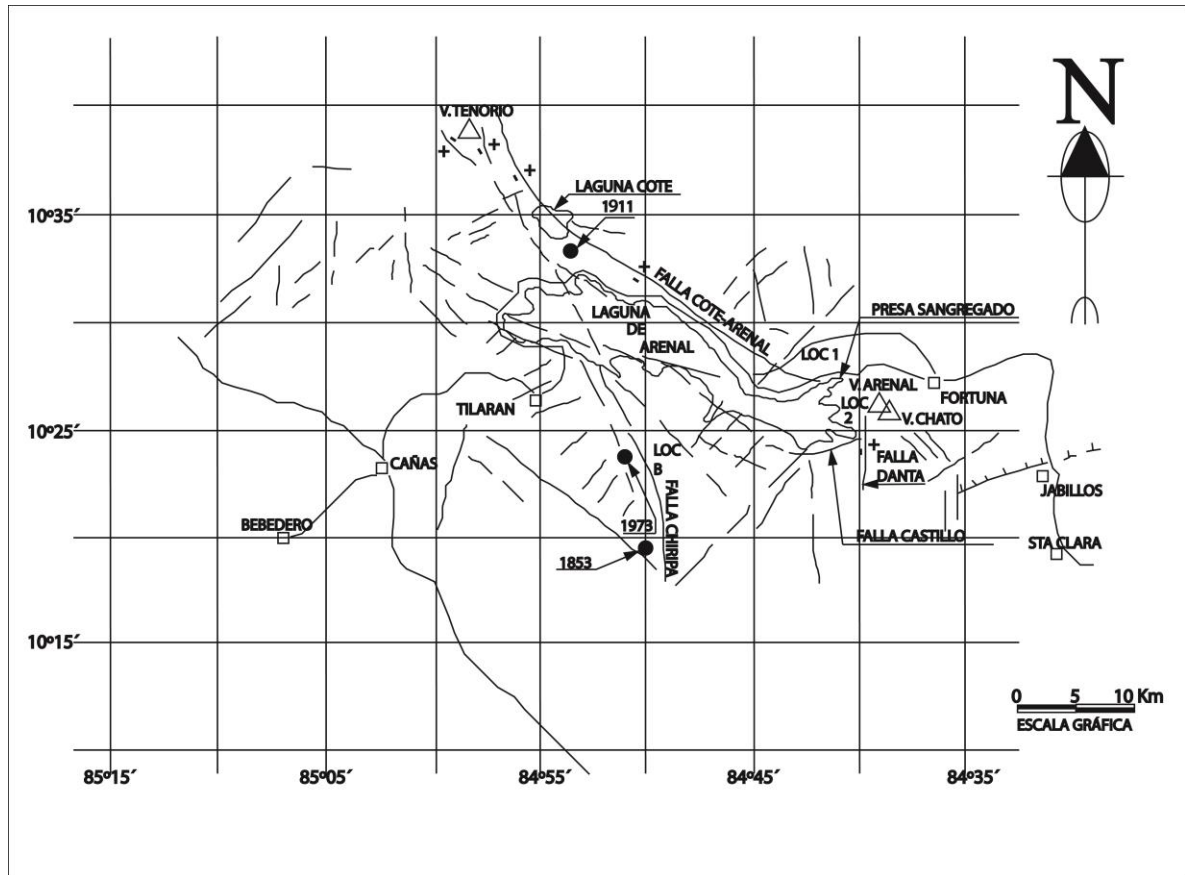 N
V. TENORIO
LAGUNA COTE
1911
10º35´
FALLA COTE-ARENAL
LAGUNA
DE
ARENAL
PRESA SANGREGADO
LOC 1
V. ARENAL
LOC
2
V. CHATO
FORTUNA
TILARAN
10º25´
LOC
B
FALLA
DANTA
CAÑAS
JABILLOS
BEBEDERO
1973
FALLA CHIRIPA
FALLA CASTILLO
STA CLARA
1853
10º15´
0 5 10 Km
ESCALA GRÁFICA
85º15´ 85º05´ 84º55´ 84º45´ 84º35´